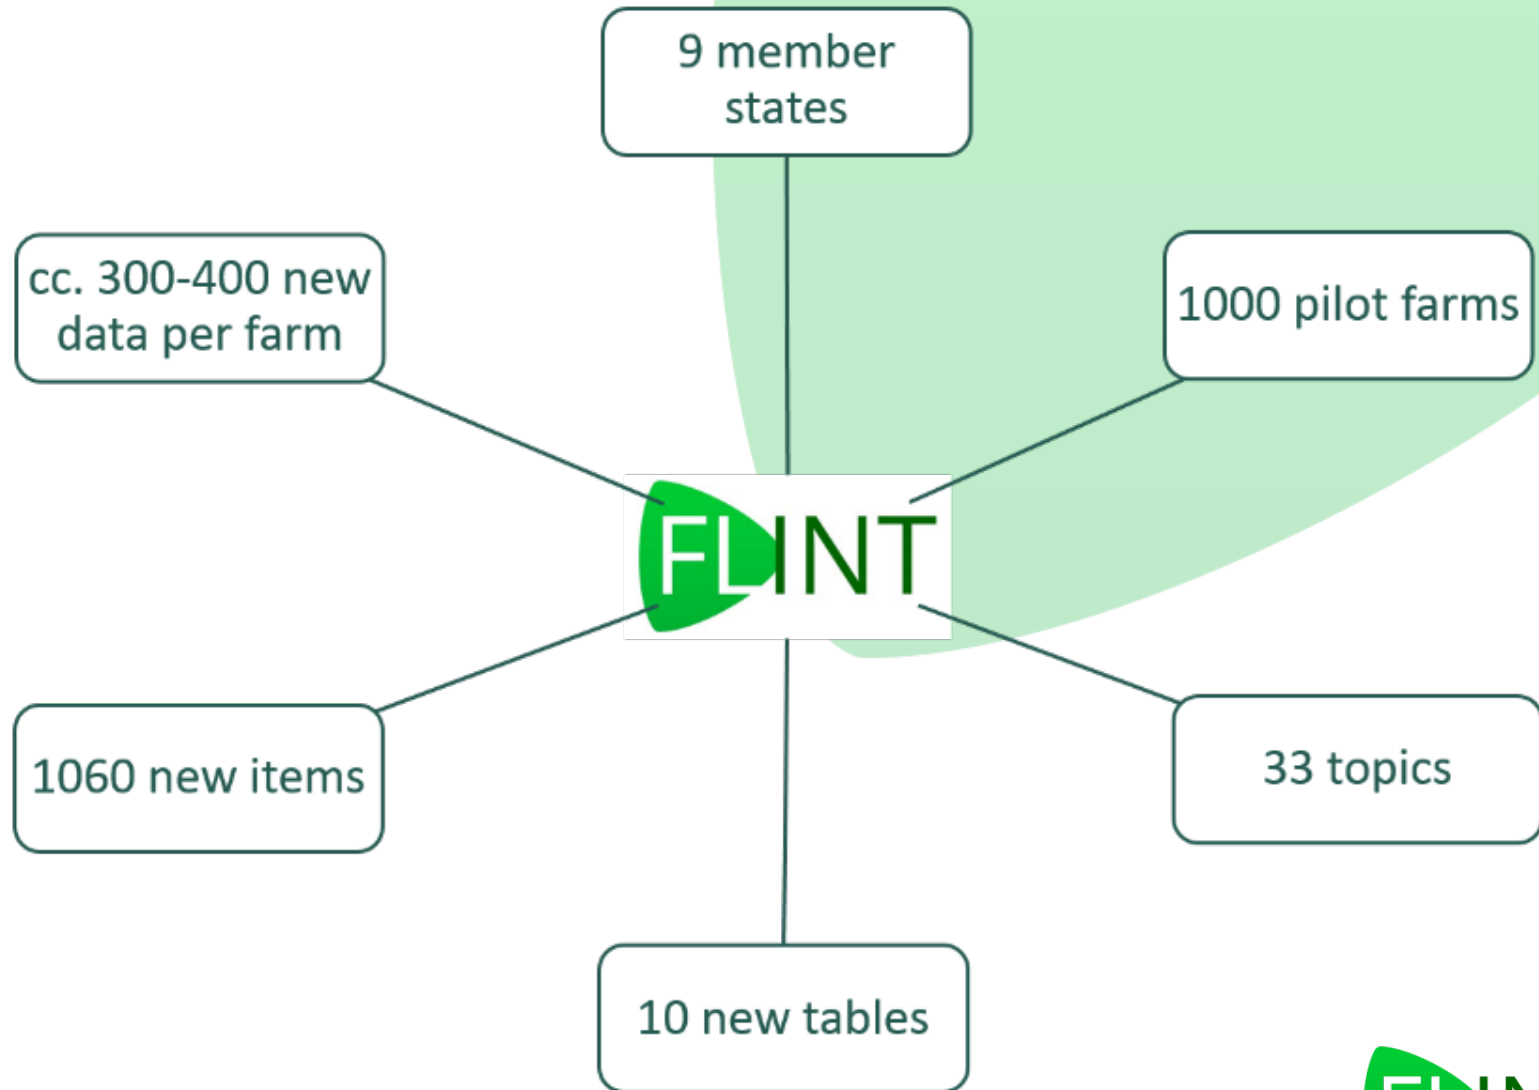 9 member
states
cc. 300-400 new
data per farm
1000 pilot farms
FLINT
1060 new items
33 topics
10 new tables